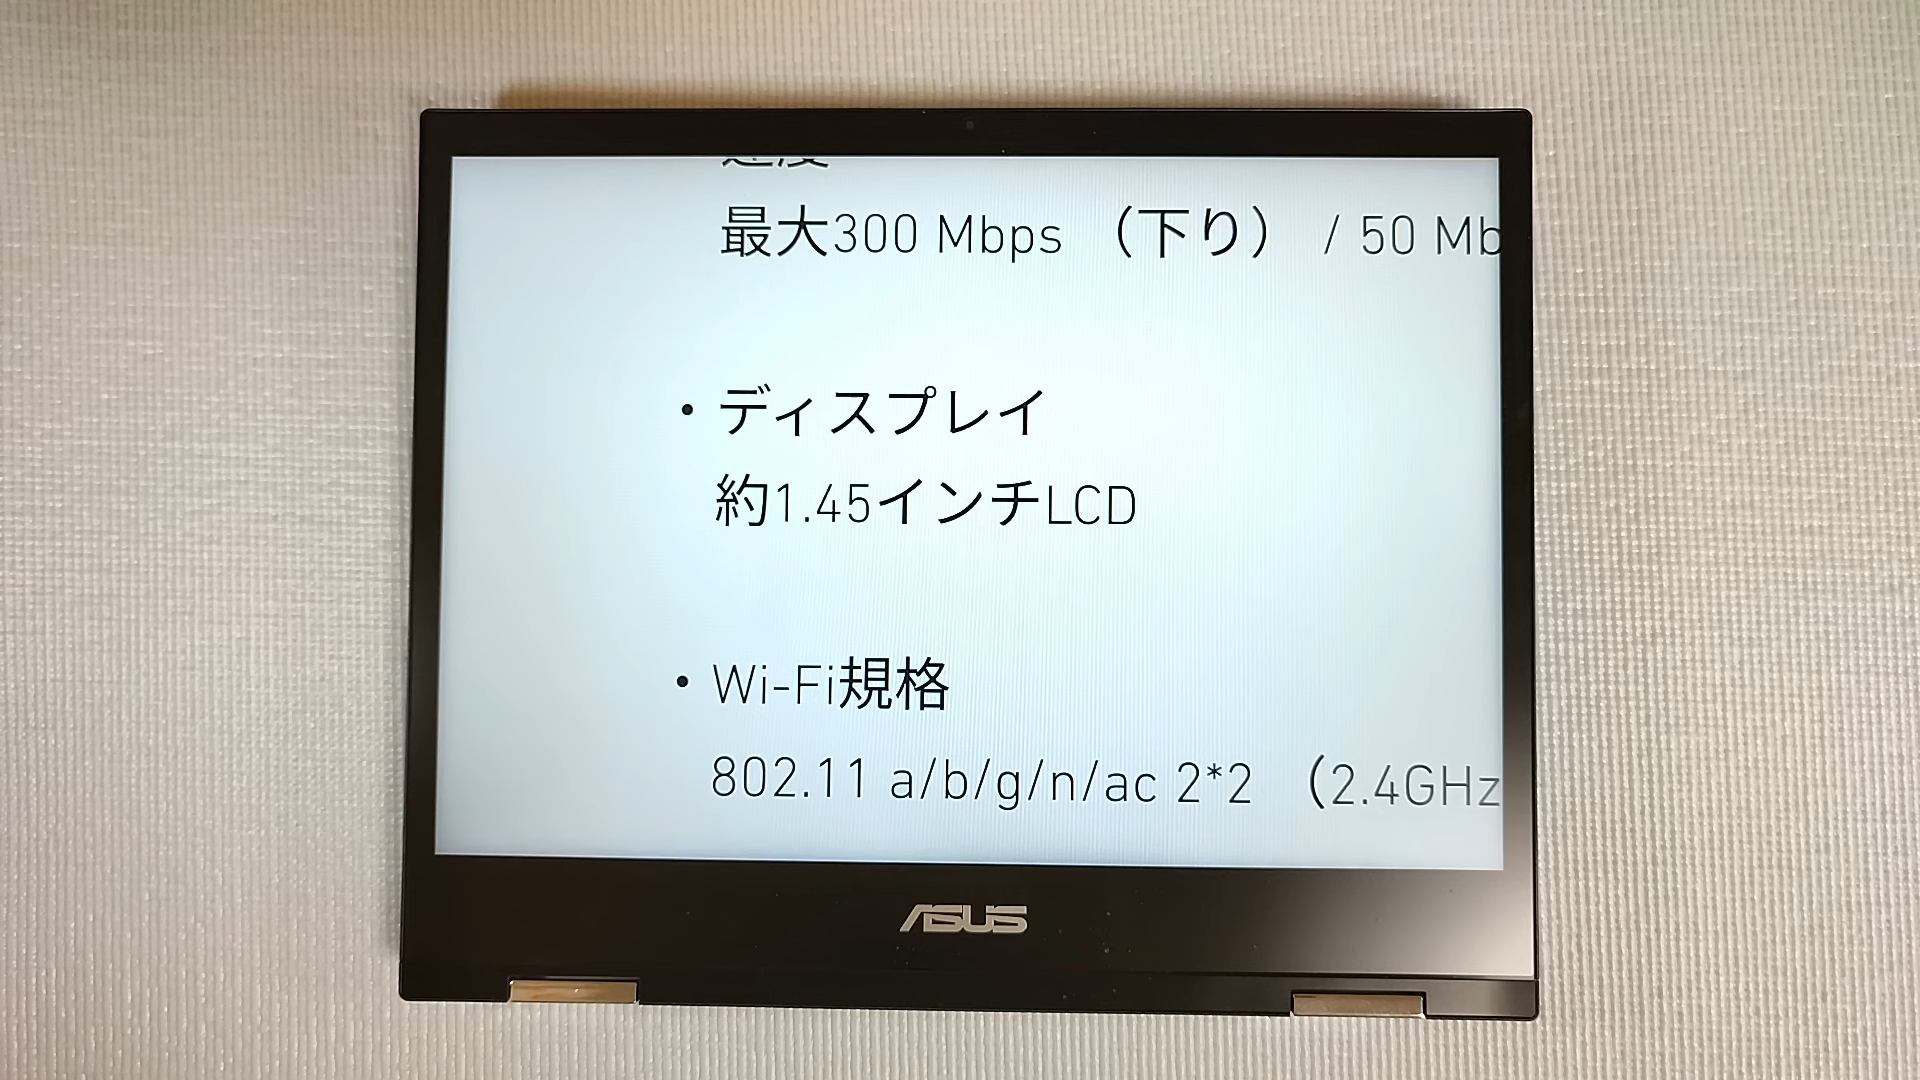 最大300 Mbps （下り） / 50 Mb
・ディスプレイ
約1.45インチLCD
・Wi-Fi規格
802.11 a/b/g/n/ac 2*2 （2.4GHz
ASUS